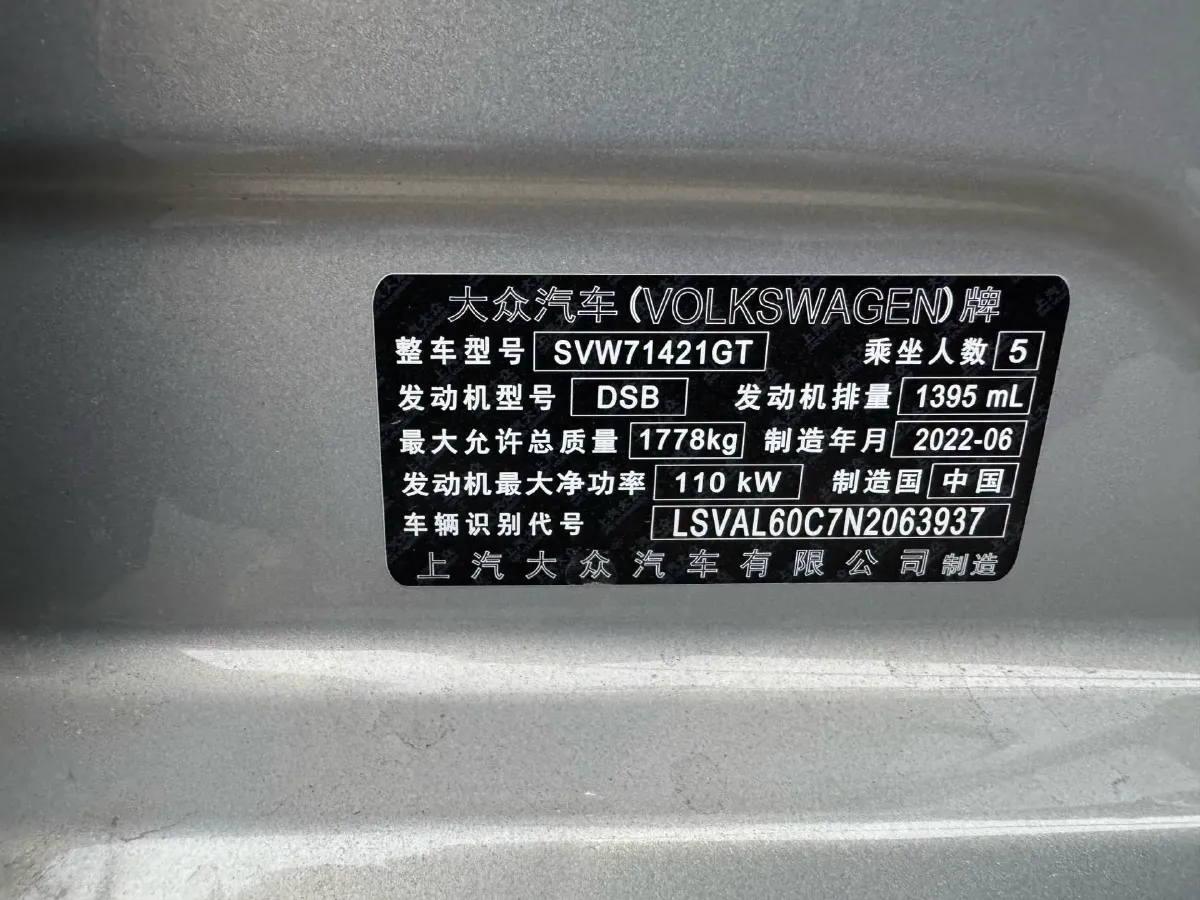 大众汽车(VOLKSWAGEN)牌
整车型号 SVW71421GT 乘坐人数 5
发动机型号 DSB 发动机排量 1395 mL
最大允许总质量 1778kg 制造年月 2022-06
发动机最大净功率 110 kW 制造国 中国
车辆识别代号 LSVAL60C7N2063937
上汽大众汽车有限公司 制造